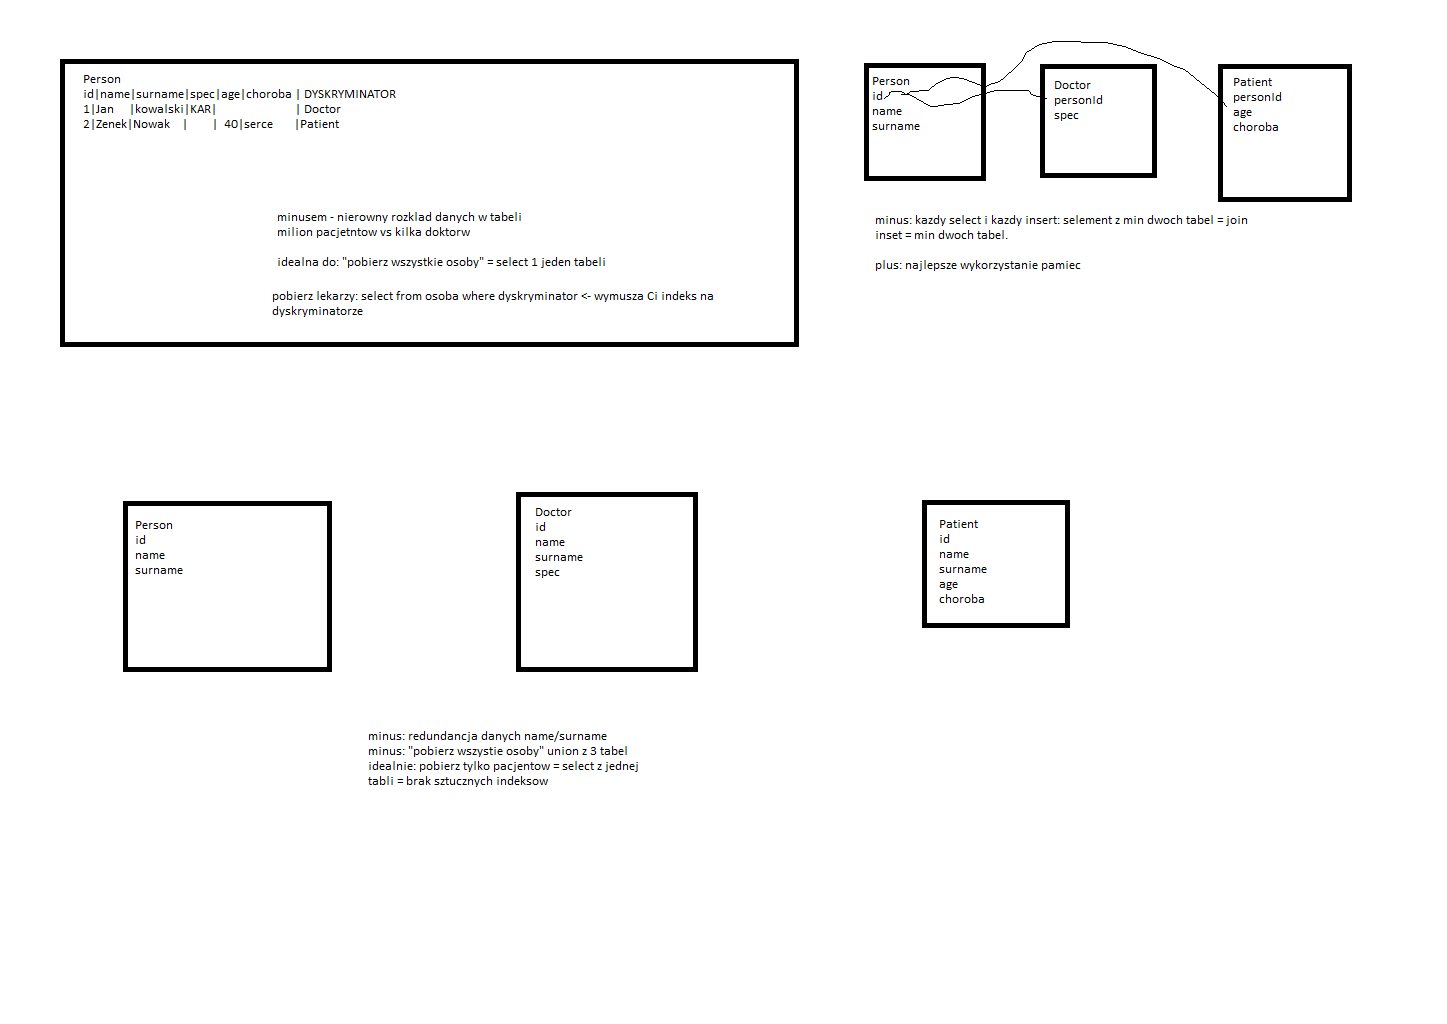 Person
id|name|surname|spec|age|choroba | DYSKRYMINATOR
1|Jan |kowalski|KAR| | Doctor
2|Zenek|Nowak | | 40|serce |Patient
minusem - nierowny rozklad danych w tabeli
milion pacjetntow vs kilka doktorw
idealna do: "pobierz wszystkie osoby" = select 1 jeden tabeli
pobierz lekarzy: select from osoba where dyskryminator <- wymusza Ci indeks na
dyskryminatorze
Person
id
name
surname
Doctor
personId
spec
Patient
personId
age
choroba
minus: kazdy select i kazdy insert: selement z min dwoch tabel = join
inset = min dwoch tabel.
plus: najlepsze wykorzystanie pamiec
Person
id
name
surname
Doctor
id
name
surname
spec
Patient
id
name
surname
age
choroba
minus: redundancja danych name/surname
minus: "pobierz wszystie osoby" union z 3 tabel
idealnie: pobierz tylko pacjentow = select z jednej
tabli = brak sztucznych indeksow